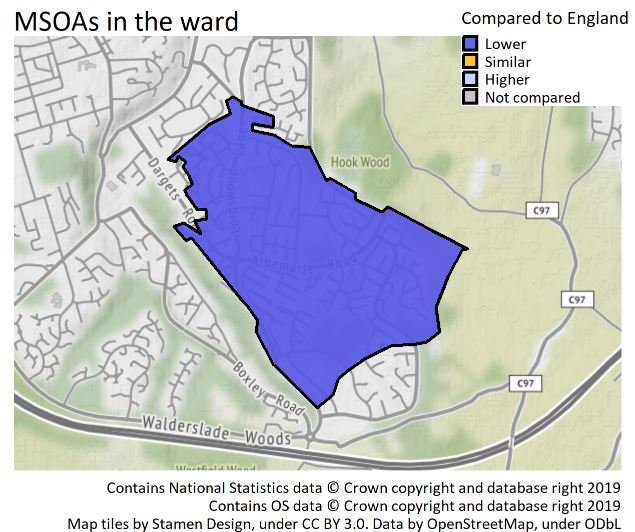 MSOAs in the ward
Compared to England
Lower
Similar
Higher
Not compared
Hook Wood
Dargets Ro
Albemarle Road
C97
C97
C97
Boxley Road
Walderslade Woods
Westfield Wood
Contains National Statistics data © Crown copyright and database right 2019
Contains OS data © Crown copyright and database right 2019
Map tiles by Stamen Design, under CC BY 3.0. Data by OpenStreetMap, under ODbL